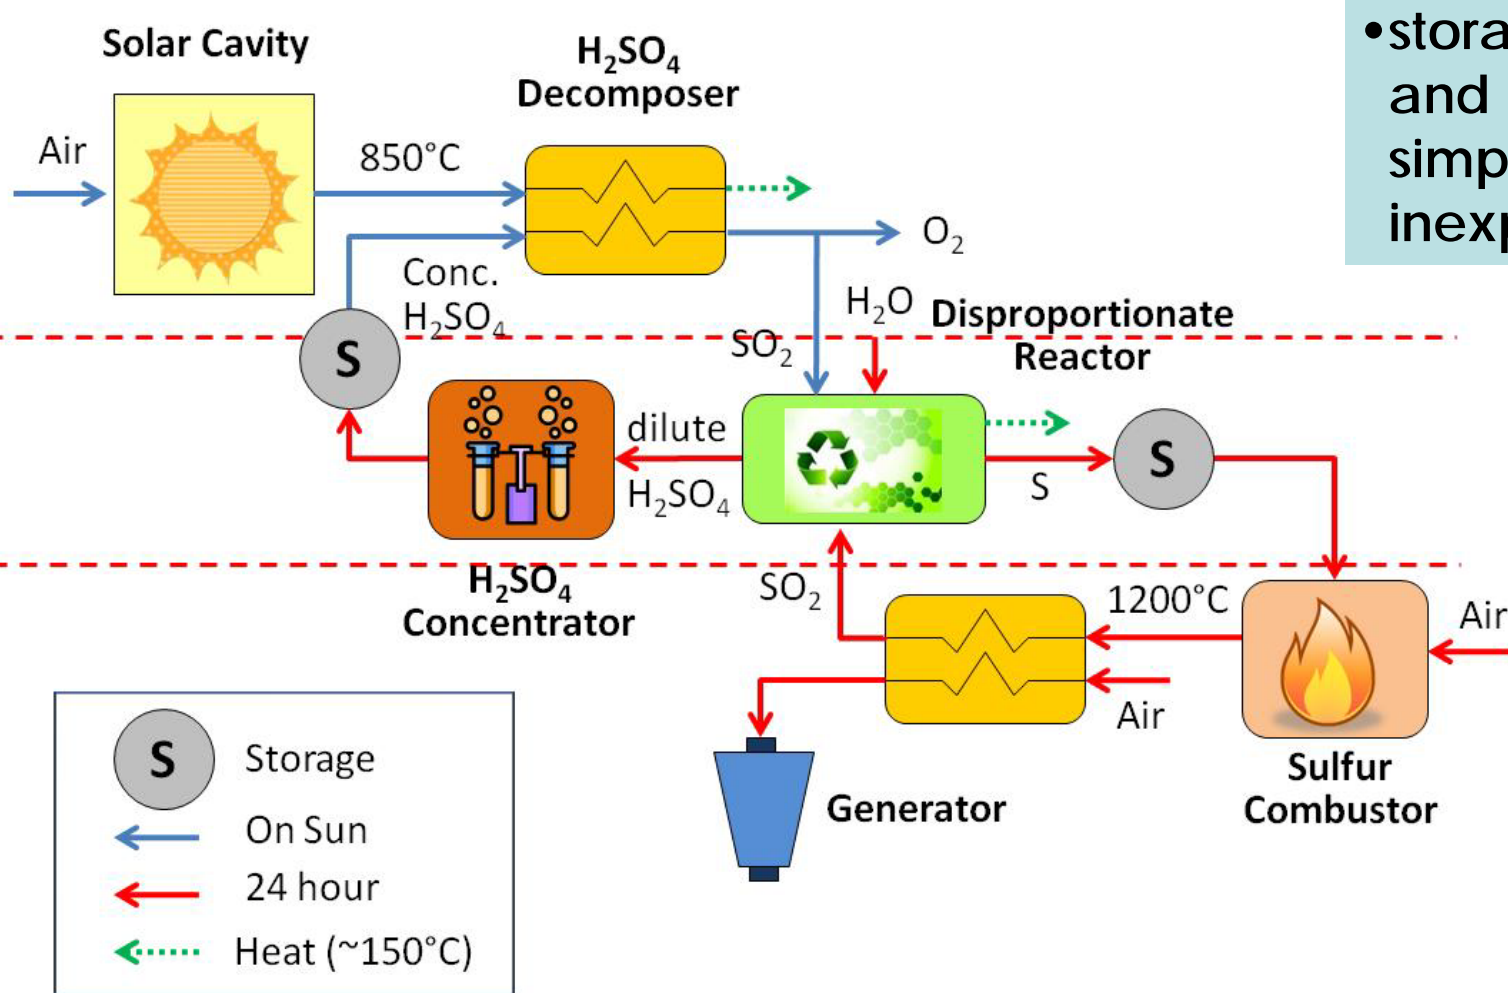 Solar Cavity
H₂SO₄
Decomposer
Air
850°C
O₂
Conc.
H₂SO₄
H₂O
SO₂
Disproportionate
Reactor
S
dilute
H₂SO₄
S
S
H₂SO₄
Concentrator
SO₂
1200°C
Air
Air
Generator
Sulfur
Combustor
S
Storage
On Sun
24 hour
Heat (~150°C)
•stora
and
simp
inexp